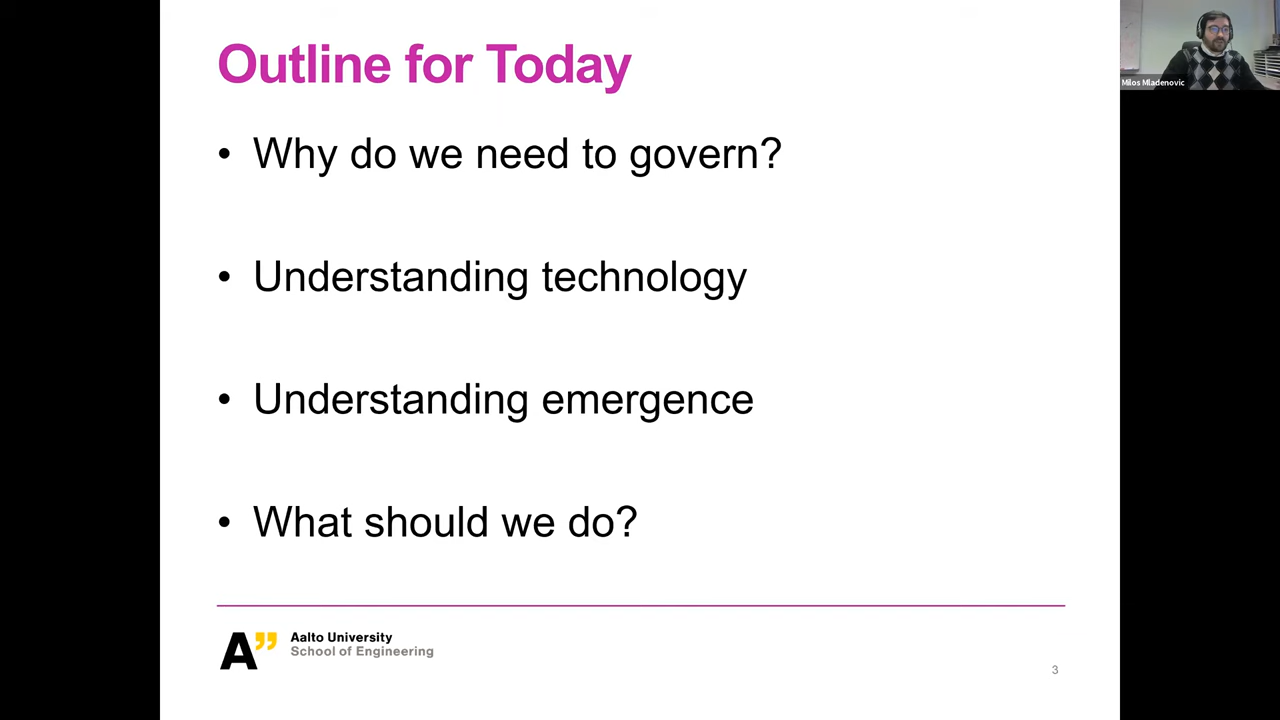 Outline for Today
Milos Mladenovic
• Why do we need to govern?
• Understanding technology
• Understanding emergence
• What should we do?
A”
Aalto University
School of Engineering
3